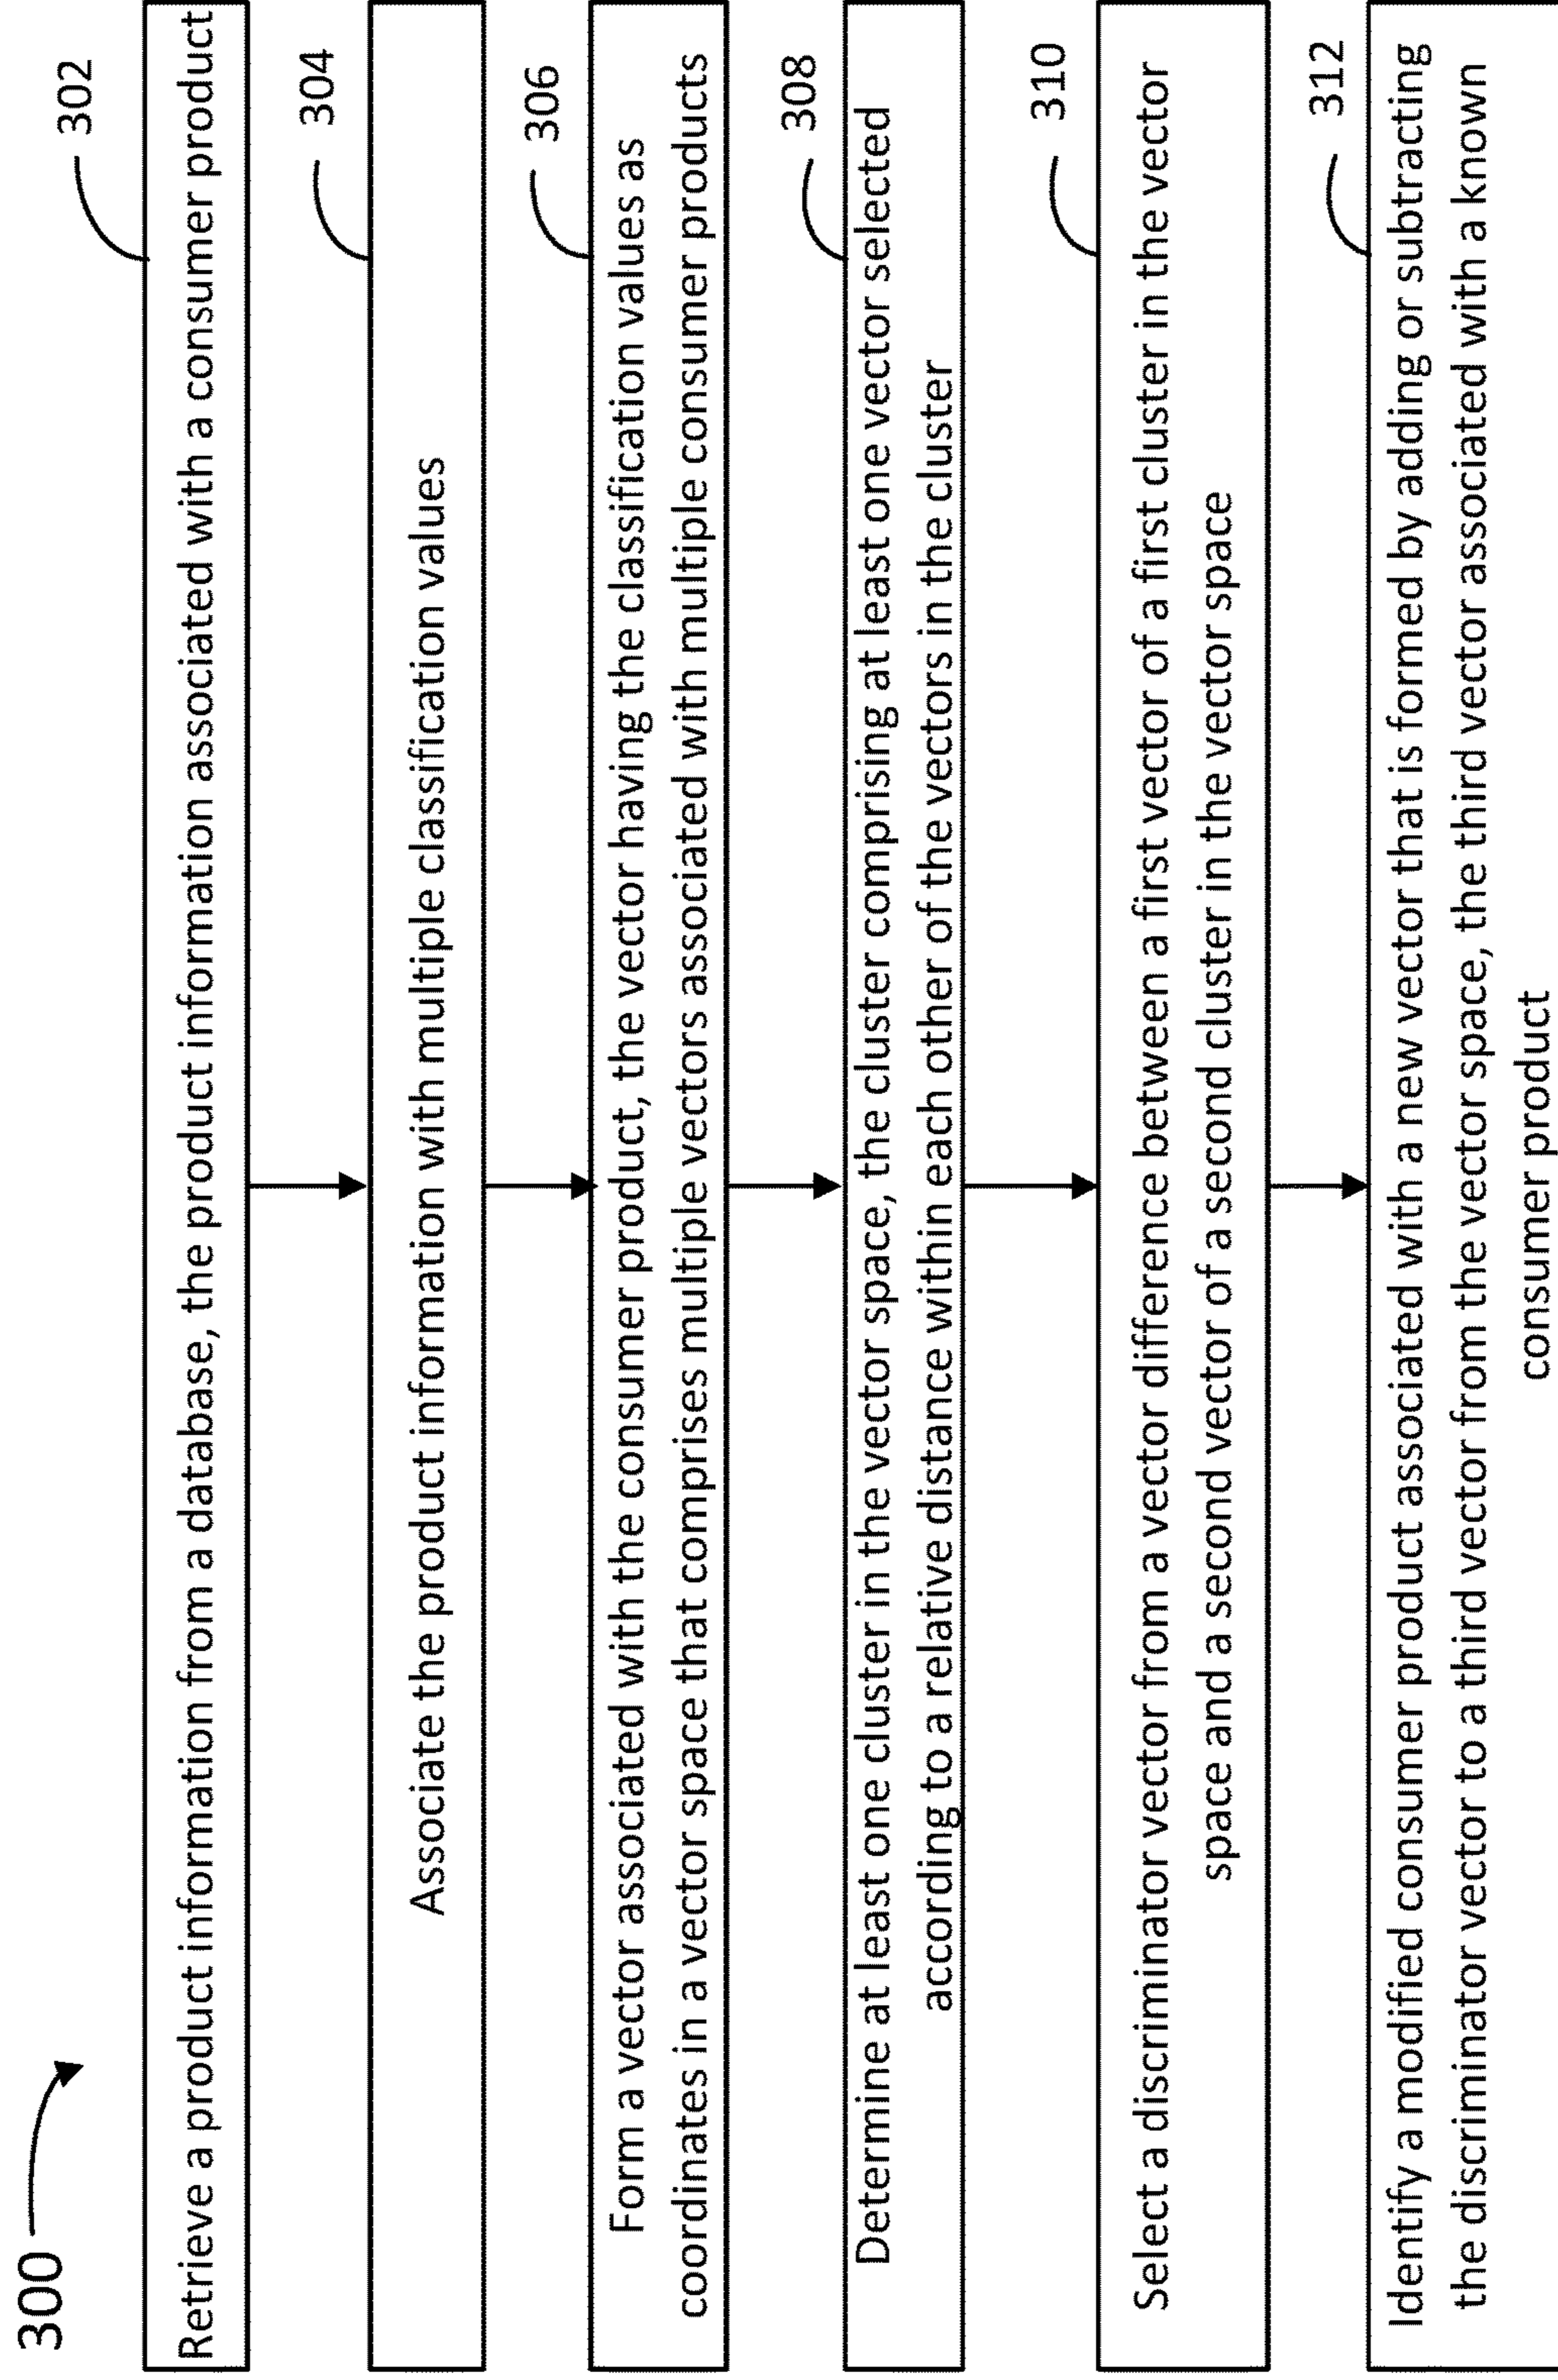 300
302
Retrieve a product information from a database, the product information associated with a consumer product
304
Associate the product information with multiple classification values
306
Form a vector associated with the consumer product, the vector having the classification values as
coordinates in a vector space that comprises multiple vectors associated with multiple consumer products
308
Determine at least one cluster in the vector space, the cluster comprising at least one vector selected
according to a relative distance within each other of the vectors in the cluster
310
Select a discriminator vector from a vector difference between a first vector of a first cluster in the vector
space and a second vector of a second cluster in the vector space
312
Identify a modified consumer product associated with a new vector that is formed by adding or subtracting
the discriminator vector to a third vector from the vector space, the third vector associated with a known
consumer product